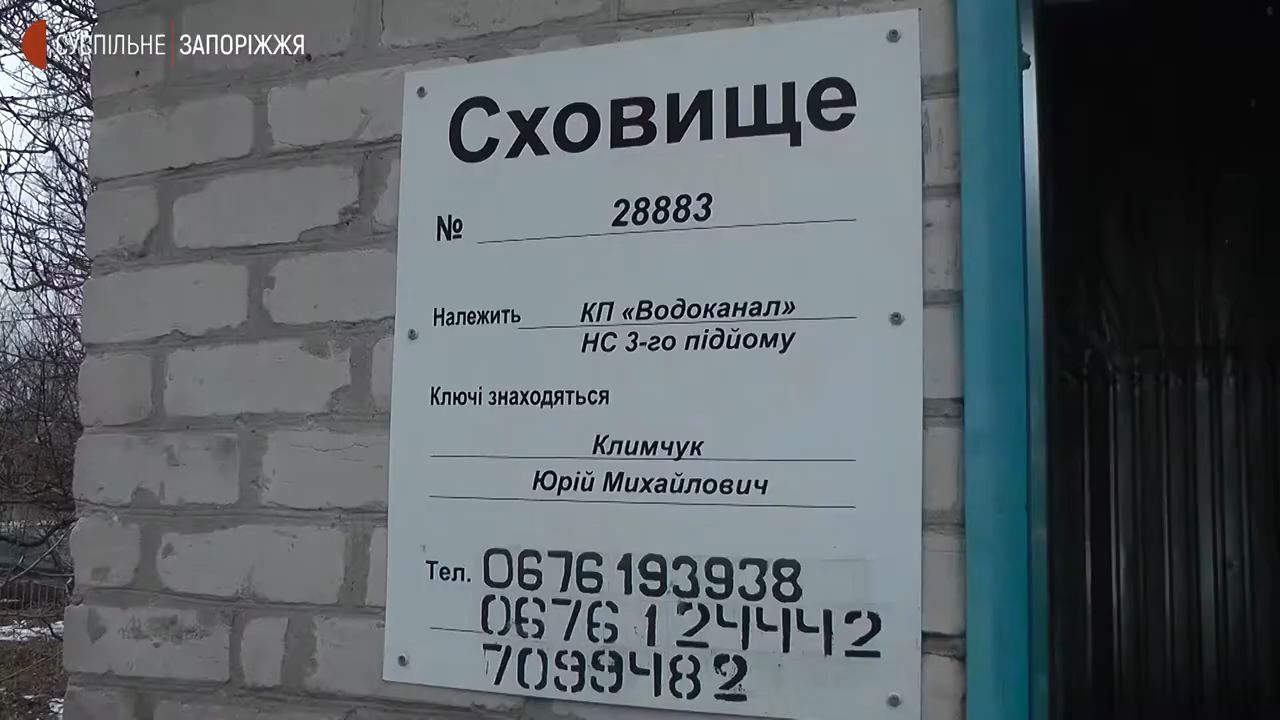 СУСПІЛЬНЕ ЗАПОРІЖЖЯ
Сховище
№ 28883
Належить КП «Водоканал»
НС 3-го підйому
Ключі знаходяться
Климчук
Юрій Михайлович
Тел. 0676193938
0676124442
7099482